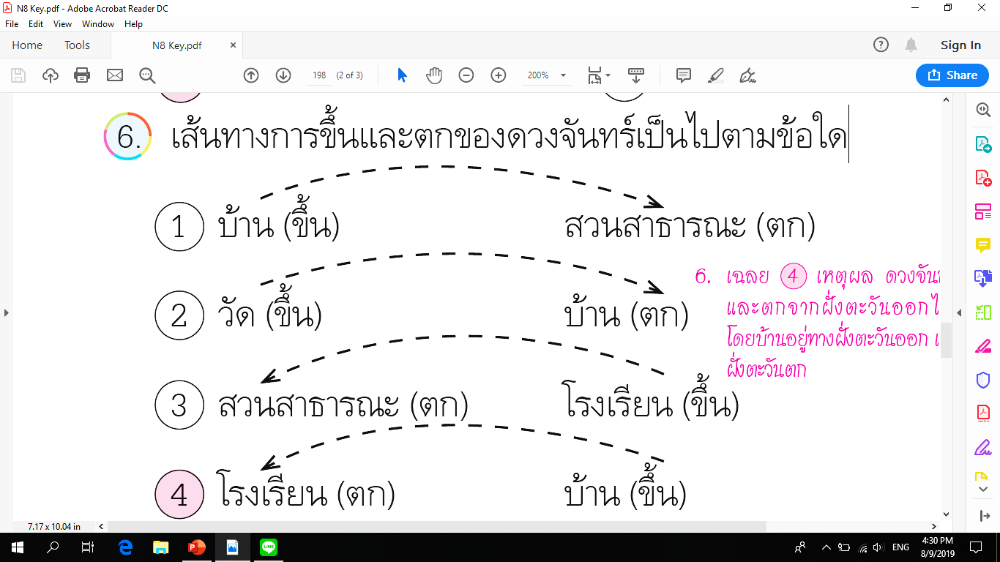 N8 Key.pdf - Adobe Acrobat Reader DC
File Edit View Window Help
Home Tools N8 Key.pdf Sign In
198 (2 of 3) 200% Share
6. เส้นทางการขึ้นและตกของดวงจันทร์เป็นไปตามข้อใด
1 บ้าน (ขึ้น) สวนสาธารณะ (ตก)
2 วัด (ขึ้น) บ้าน (ตก)
3 สวนสาธารณะ (ตก) โรงเรียน (ขึ้น)
4 โรงเรียน (ตก) บ้าน (ขึ้น)
6. เฉลย 4 เหตุผล ดวงจัน
และตกจากฝั่งตะวันออก
โดยบ้านอยู่ทางฝั่งตะวันออก
ฝั่งตะวันตก
7.17 x 10.04 in
LINE
ENG
4:30 PM
8/9/2019